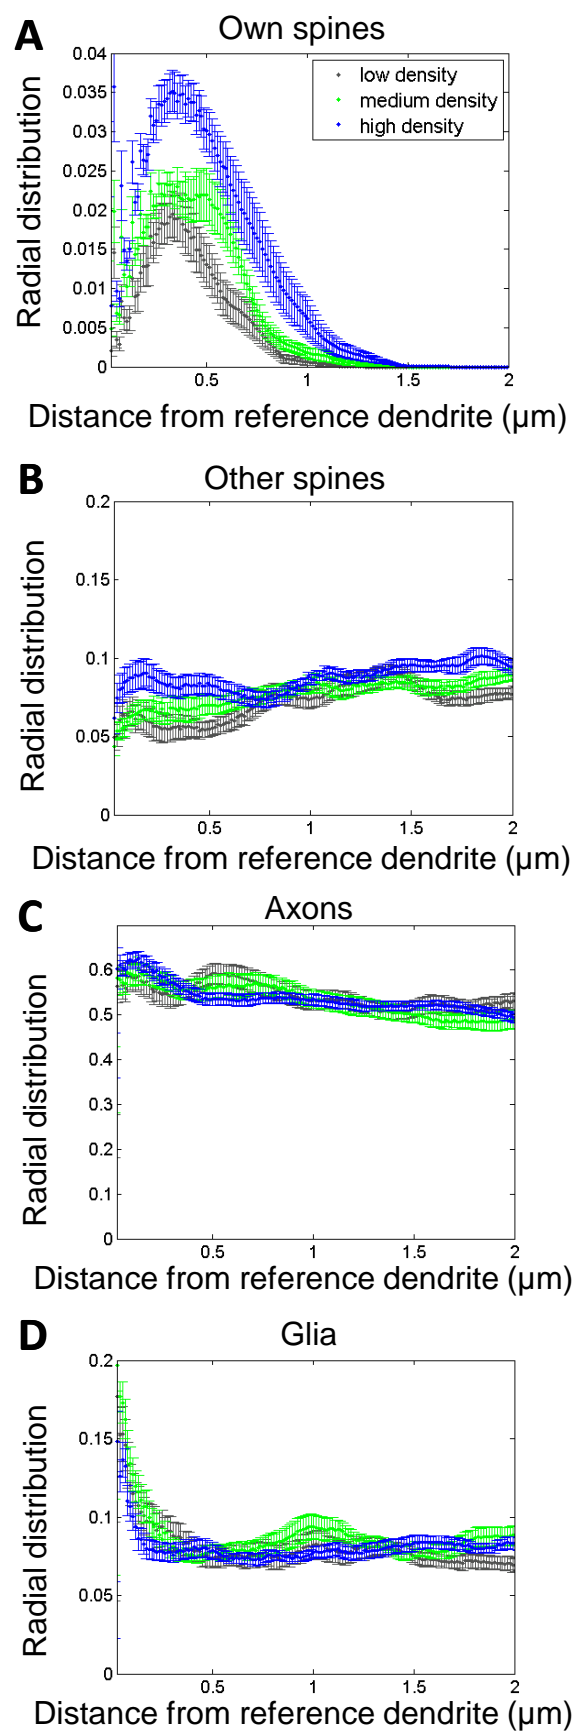 A
Own spines
Radial distribution
0.04
0.035
0.03
0.025
0.02
0.015
0.01
0.005
0
low density
medium density
high density
0.5
1
1.5
2
Distance from reference dendrite (µm)
B
Other spines
Radial distribution
0.2
0.15
0.1
0.05
0
0.5
1
1.5
2
Distance from reference dendrite (µm)
C
Axons
Radial distribution
0.6
0.5
0.4
0.3
0.2
0.1
0
0.5
1
1.5
2
Distance from reference dendrite (µm)
D
Glia
Radial distribution
0.2
0.15
0.1
0.05
0
0.5
1
1.5
2
Distance from reference dendrite (µm)